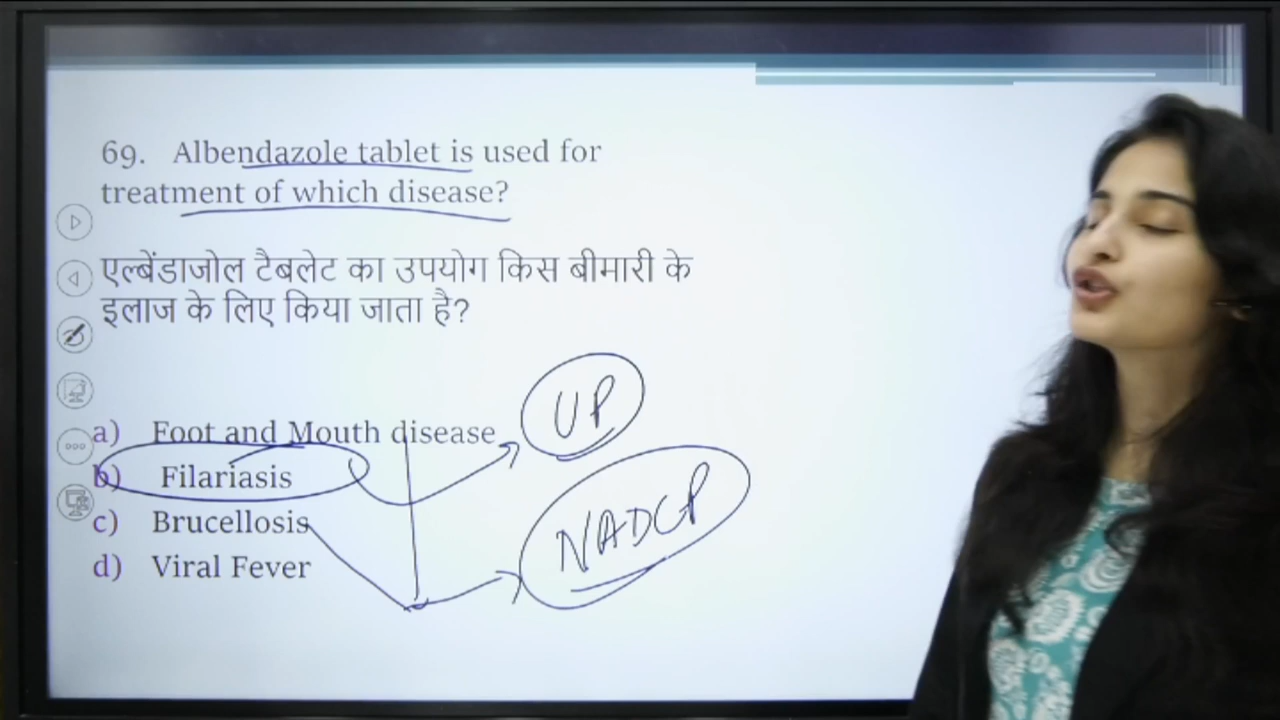 69. Albendazole tablet is used for
treatment of which disease?
एल्बेंडाजोल टैबलेट का उपयोग किस बीमारी के
इलाज के लिए किया जाता है?
a) Foot and Mouth disease
b) Filariasis
c) Brucellosis
d) Viral Fever
UP
NADCP